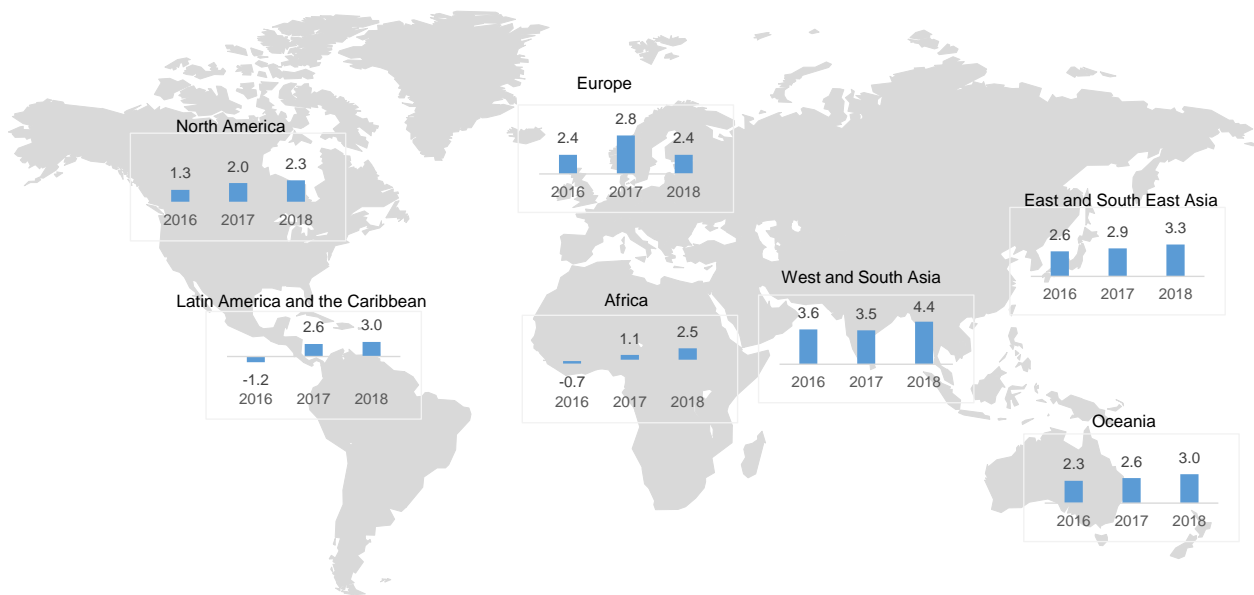 Europe
2.4 2.8 2.4
2016 2017 2018
North America
1.3 2.0 2.3
2016 2017 2018
East and South East Asia
2.6 2.9 3.3
2016 2017 2018
West and South Asia
3.6 3.5 4.4
2016 2017 2018
Latin America and the Caribbean
2.6 3.0
-1.2
2016 2017 2018
Africa
1.1 2.5
-0.7
2016 2017 2018
Oceania
2.3 2.6 3.0
2016 2017 2018